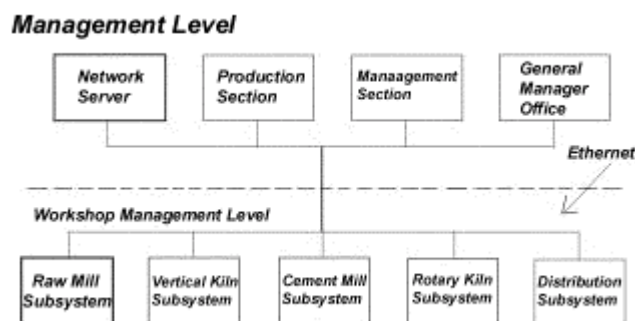 Management Level
Network
Server
Production
Section
Manaagement
Section
General
Manager
Office
Ethernet
Workshop Management Level
Raw Mill
Subsystem
Vertical Kiln
Subsystem
Cement Mill
Subsystem
Rotary Kiln
Subsystem
Distribution
Subsystem